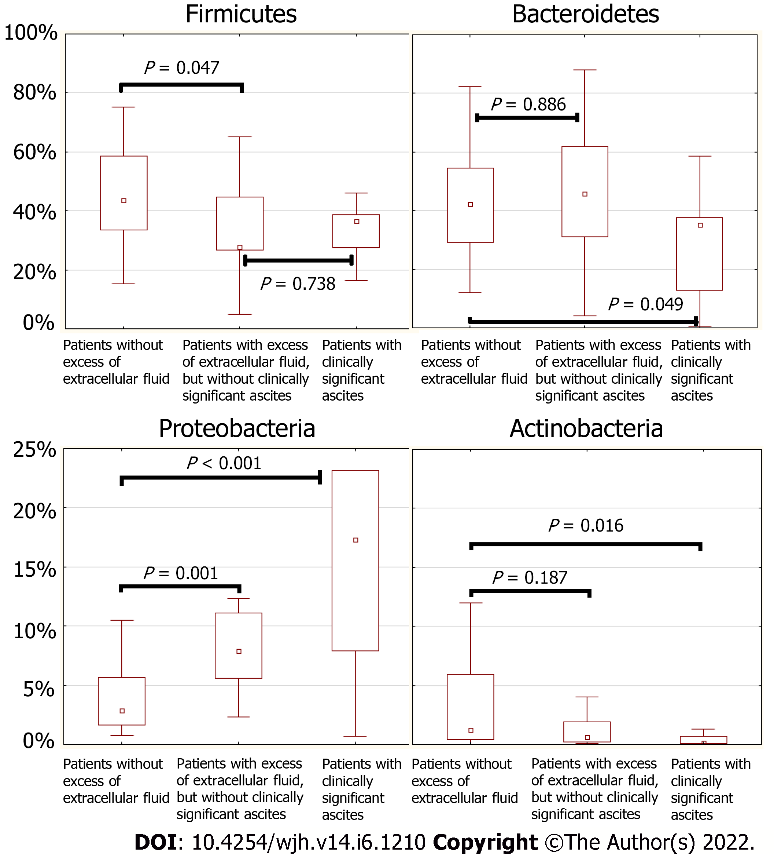 Firmicutes
Bacteroidetes
100%
80%
60%
40%
20%
0%
P = 0.047
P = 0.738
P = 0.886
P = 0.049
Patients without
excess of
extracellular fluid
Patients with excess
of extracellular fluid,
but without clinically
significant ascites
Patients with
clinically
significant
ascites
Patients without
excess of
extracellular fluid
Patients with excess
of extracellular fluid,
but without clinically
significant ascites
Patients with
clinically
significant
ascites
Proteobacteria
Actinobacteria
25%
20%
15%
10%
5%
0%
P < 0.001
P = 0.001
P = 0.016
P = 0.187
Patients without
excess of
extracellular fluid
Patients with excess
of extracellular fluid,
but without clinically
significant ascites
Patients with
clinically
significant
ascites
Patients without
excess of
extracellular fluid
Patients with excess
of extracellular fluid,
but without clinically
significant ascites
Patients with
clinically
significant
ascites
DOI: 10.4254/wjh.v14.i6.1210 Copyright ©The Author(s) 2022.